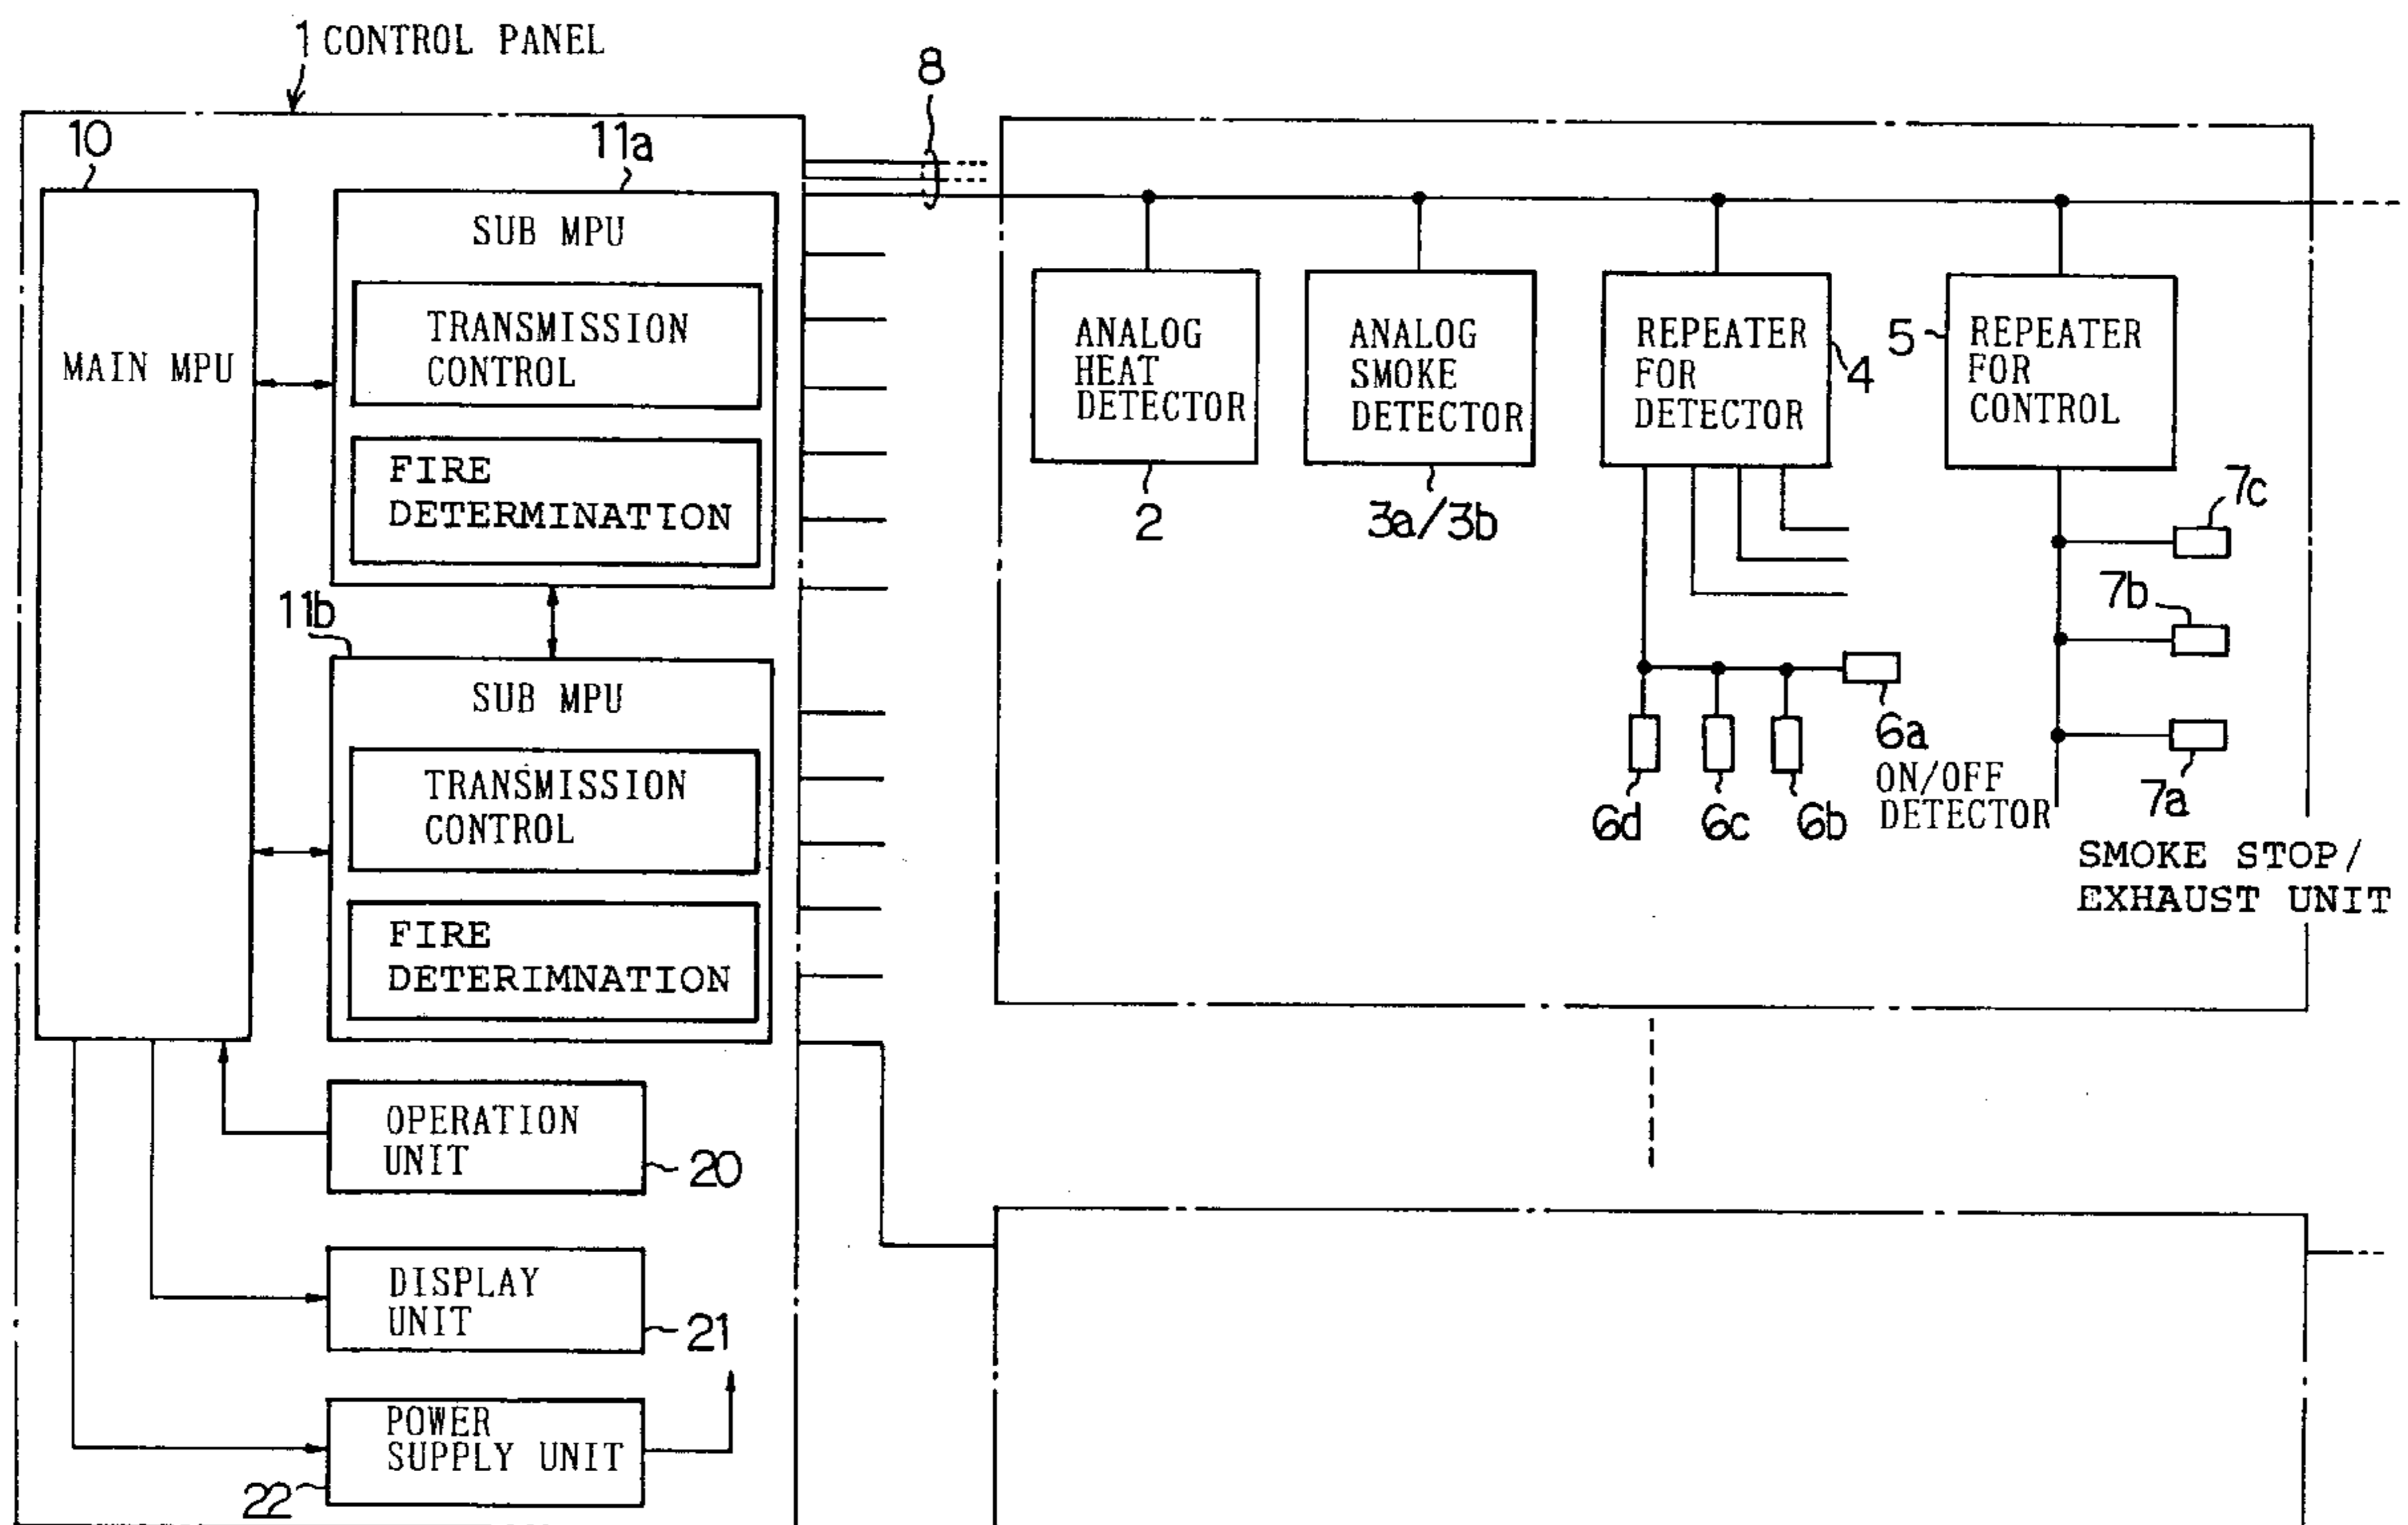 1 CONTROL PANEL
8
10
11a
SUB MPU
TRANSMISSION
CONTROL
MAIN MPU
FIRE
DETERMINATION
11b
SUB MPU
TRANSMISSION
CONTROL
FIRE
DETERIMNATION
OPERATION
UNIT
20
DISPLAY
UNIT
21
POWER
SUPPLY UNIT
22
ANALOG
HEAT
DETECTOR
2
ANALOG
SMOKE
DETECTOR
3a/3b
REPEATER
FOR
DETECTOR
4
5
REPEATER
FOR
CONTROL
7c
7b
7a
6a
ON/OFF
DETECTOR
6d
6c
6b
SMOKE STOP/
EXHAUST UNIT